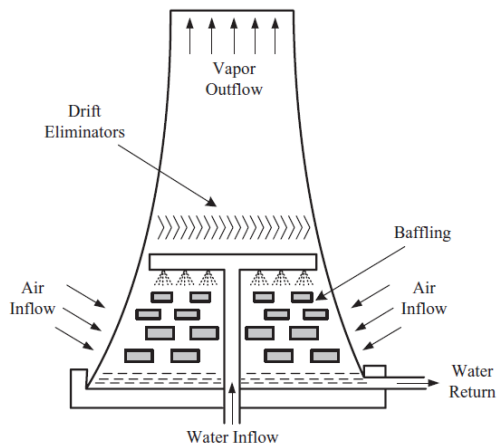 Vapor
Outflow
Drift
Eliminators
Baffling
Air
Inflow
Air
Inflow
Water
Return
Water Inflow